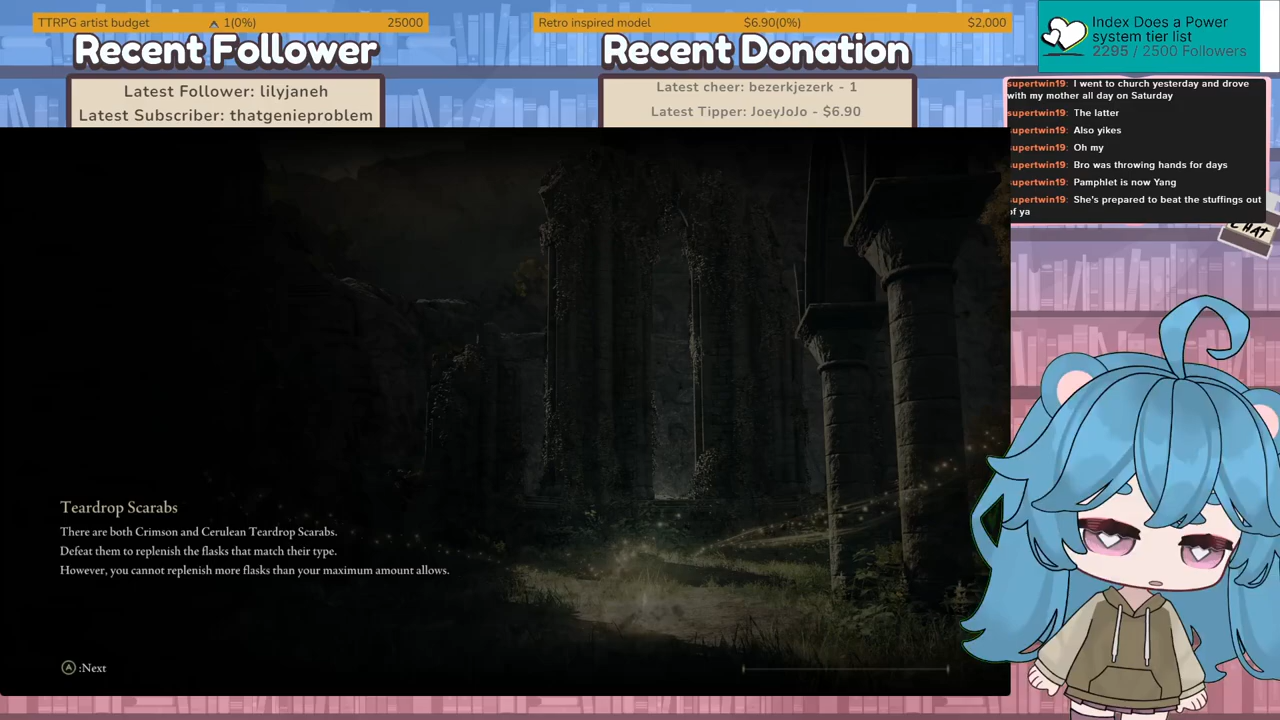 TTRPG artist budget 1(0%) 25000
Retro inspired model $6.90(0%) $2,000
Recent Follower
Recent Donation
Latest Follower: lilyjaneh
Latest Subscriber: thatgenieproblem
Latest cheer: bezerkjezerk - 1
Latest Tipper: JoeyJoJo - $6.90
Index Does a Power
system tier list
2295 / 2500 Followers
supertwin19: I went to church yesterday and drove
with my mother all day on Saturday
supertwin19: The latter
supertwin19: Also yikes
supertwin19: Oh my
supertwin19: Bro was throwing hands for days
supertwin19: Pamphlet is now Yang
supertwin19: She's prepared to beat the stuffings out
of ya
CHAT
Teardrop Scarabs
There are both Crimson and Cerulean Teardrop Scarabs.
Defeat them to replenish the flasks that match their type.
However, you cannot replenish more flasks than your maximum amount allows.
A :Next